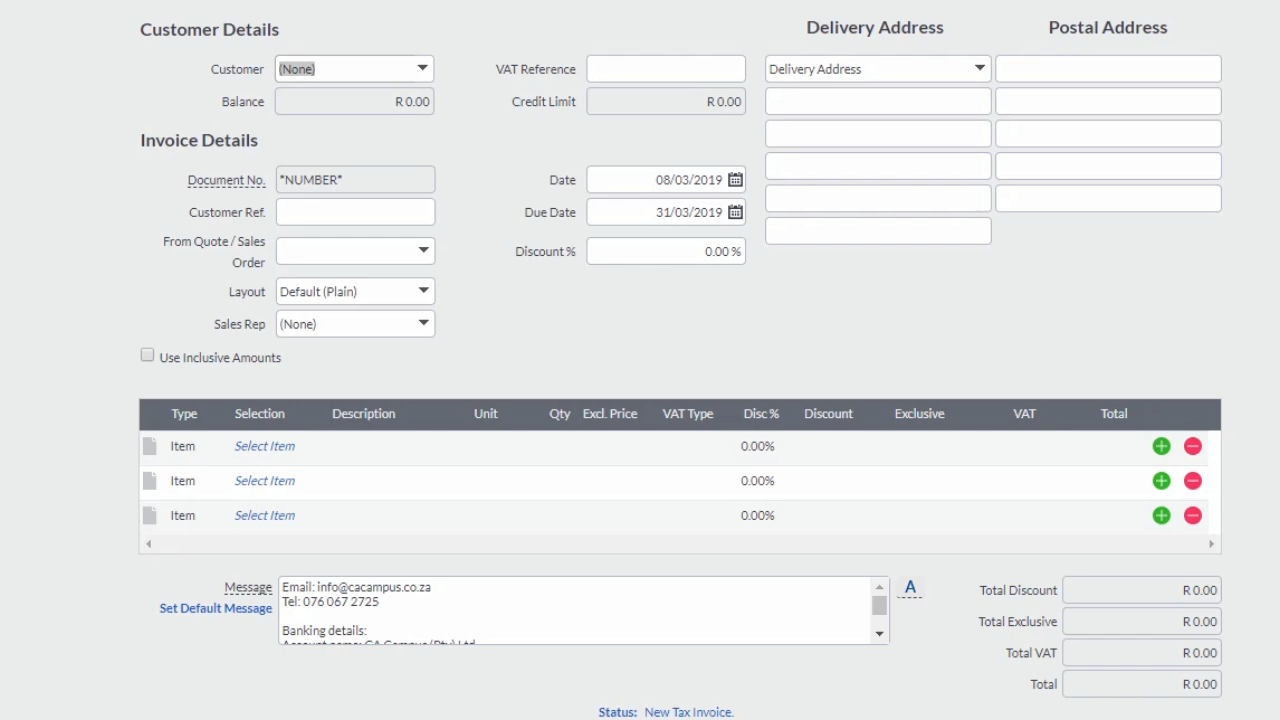 Customer Details
Delivery Address
Postal Address
Customer (None)
VAT Reference
Delivery Address
Balance R 0.00
Credit Limit R 0.00
Invoice Details
Document No. *NUMBER*
Date 08/03/2019
Customer Ref.
Due Date 31/03/2019
From Quote / Sales
Order
Discount % 0.00 %
Layout Default (Plain)
Sales Rep (None)
Use Inclusive Amounts
Type Selection Description Unit Qty Excl. Price VAT Type Disc % Discount Exclusive VAT Total
Item Select Item 0.00%
Item Select Item 0.00%
Item Select Item 0.00%
Message
Set Default Message
Email: info@cacampus.co.za
Tel: 076 067 2725
Banking details:
Account name: CA Campus (Pty) Ltd
A
Total Discount R 0.00
Total Exclusive R 0.00
Total VAT R 0.00
Total R 0.00
Status: New Tax Invoice.